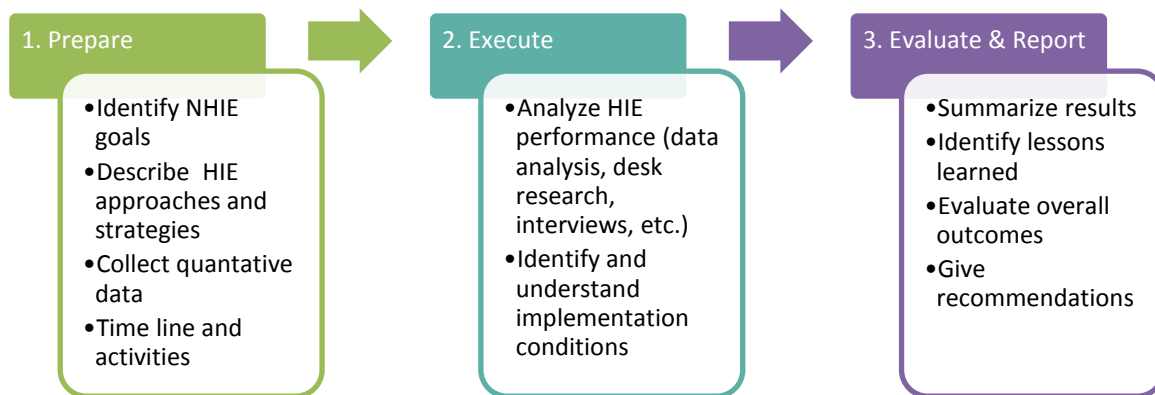 1. Prepare
•Identify NHIE
goals
•Describe HIE
approaches and
strategies
•Collect quantative
data
•Time line and
activities
2. Execute
•Analyze HIE
performance (data
analysis, desk
research,
interviews, etc.)
•Identify and
understand
implementation
conditions
3. Evaluate & Report
•Summarize results
•Identify lessons
learned
•Evaluate overall
outcomes
•Give
recommendations